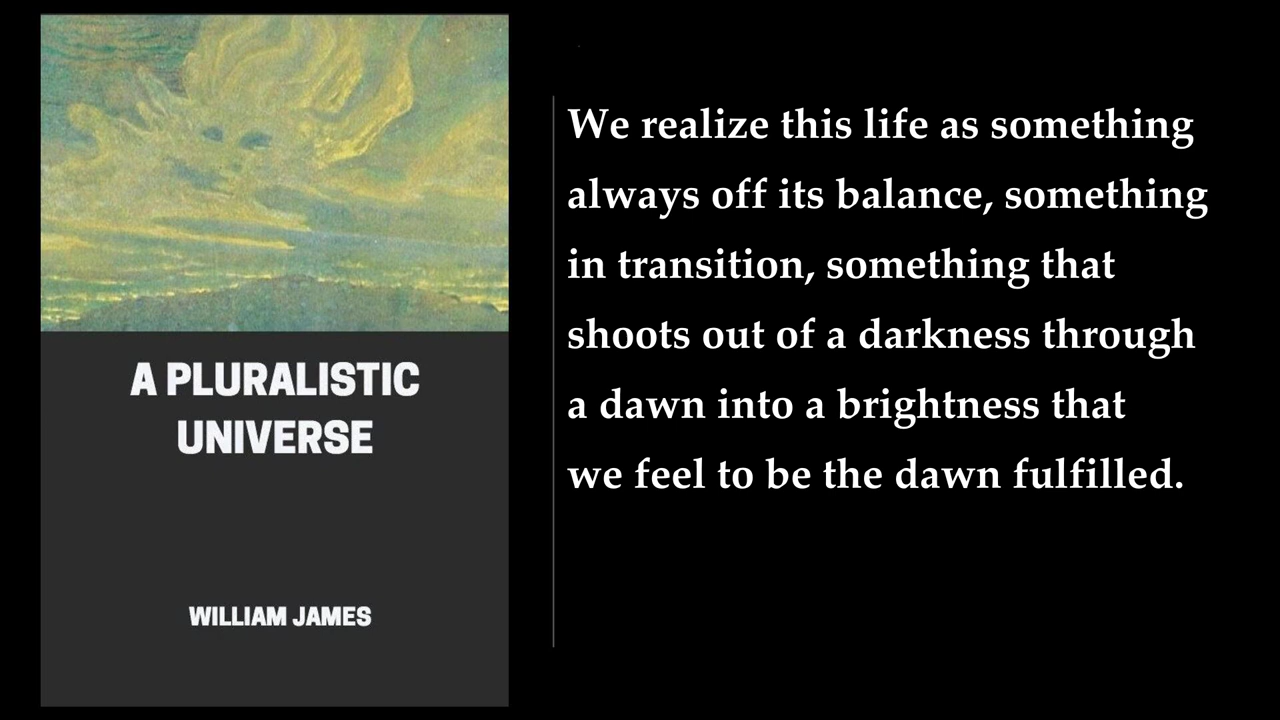 A PLURALISTIC
UNIVERSE
WILLIAM JAMES
We realize this life as something
always off its balance, something
in transition, something that
shoots out of a darkness through
a dawn into a brightness that
we feel to be the dawn fulfilled.